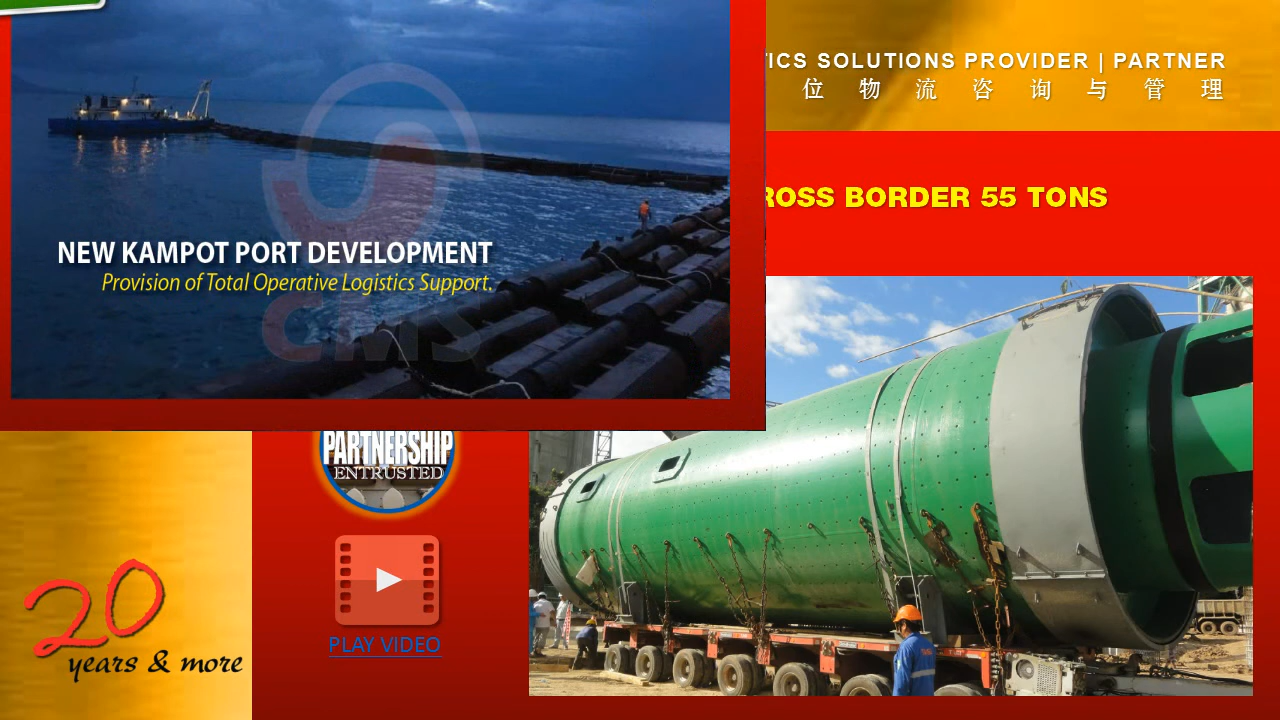 TICS SOLUTIONS PROVIDER | PARTNER
位物流咨询与管理
ROSS BORDER 55 TONS
NEW KAMPOT PORT DEVELOPMENT
Provision of Total Operative Logistics Support.
CMS
PARTNERSHIP
ENTRUSTED
PLAY VIDEO
20
years & more